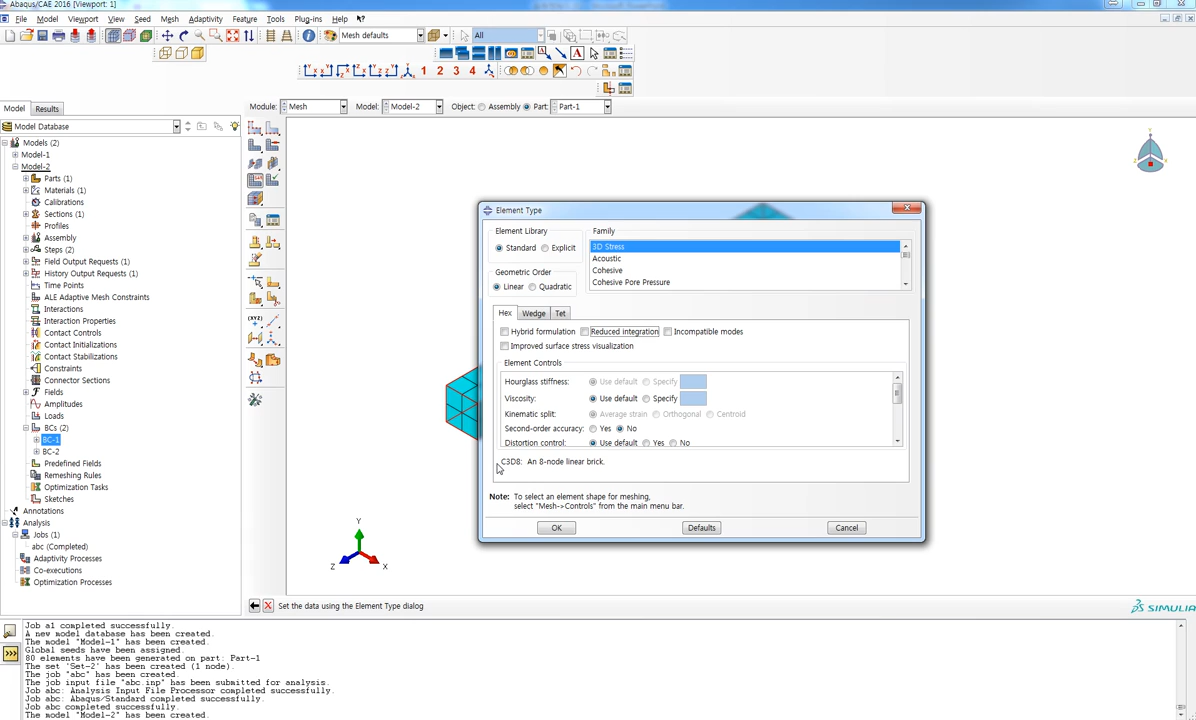 Abaqus/CAE 2016 [Viewport: 1]
File Model Viewport View Seed Mesh Adaptivity Feature Tools Plug-ins Help
Mesh defaults All
1 2 3 4
Model Results
Module: Mesh Model: Model-2 Object: Assembly Part: Part-1
Model Database
Models (2)
Model-1
Model-2
Parts (1)
Materials (1)
Calibrations
Sections (1)
Profiles
Assembly
Steps (2)
Field Output Requests (1)
History Output Requests (1)
Time Points
ALE Adaptive Mesh Constraints
Interactions
Interaction Properties
Contact Controls
Contact Initializations
Contact Stabilizations
Constraints
Connector Sections
Fields
Amplitudes
Loads
BCs (2)
BC-1
BC-2
Predefined Fields
Remeshing Rules
Optimization Tasks
Sketches
Annotations
Analysis
Jobs (1)
abc (Completed)
Adaptivity Processes
Co-executions
Optimization Processes
(XYZ)
Element Type
Element Library
Standard Explicit
Family
3D Stress
Acoustic
Cohesive
Cohesive Pore Pressure
Geometric Order
Linear Quadratic
Hex Wedge Tet
Hybrid formulation Reduced integration Incompatible modes
Improved surface stress visualization
Element Controls
Hourglass stiffness: Use default Specify
Viscosity: Use default Specify
Kinematic split: Average strain Orthogonal Centroid
Second-order accuracy: Yes No
Distortion control: Use default Yes No
C3D8: An 8-node linear brick.
Note: To select an element shape for meshing,
select "Mesh->Controls" from the main menu bar.
OK Defaults Cancel
Y
Z X
Set the data using the Element Type dialog
SIMULIA
Job a1 completed successfully.
A new model database has been created.
The model "Model-1" has been created.
Global seeds have been assigned.
80 elements have been generated on part: Part-1
The set 'Set-2' has been created (1 node).
The job "abc" has been created.
The job input file "abc.inp" has been submitted for analysis.
Job abc: Analysis Input File Processor completed successfully.
Job abc: Abaqus/Standard completed successfully.
Job abc completed successfully.
The model "Model-2" has been created.